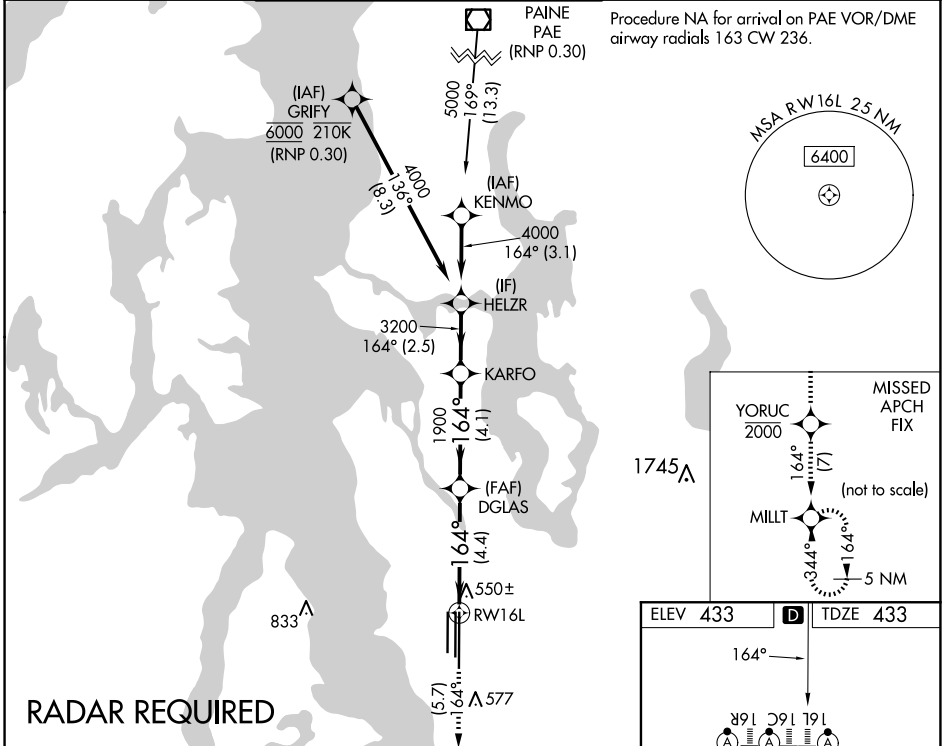 PAINE
PAE
(RNP 0.30)
Procedure NA for arrival on PAE VOR/DME
airway radials 163 CW 236.
5000
169°
(13.3)
(IAF)
GRIFY
6000 210K
(RNP 0.30)
4000
136°
(8.3)
MSA RW16L 25 NM
6400
(IAF)
KENMO
4000
164° (3.1)
(IF)
HELZR
3200
164° (2.5)
KARFO
1900
164°
(4.1)
(FAF)
DGLAS
164°
(4.4)
550±
RW16L
833
577
(5.7)
164°
1745
MISSED
APCH
FIX
YORUC
2000
164°
(7)
(not to scale)
MILLT
344°
164°
5 NM
RADAR REQUIRED
ELEV 433
D
TDZE 433
164°
16R
16C
16L
A
A
A